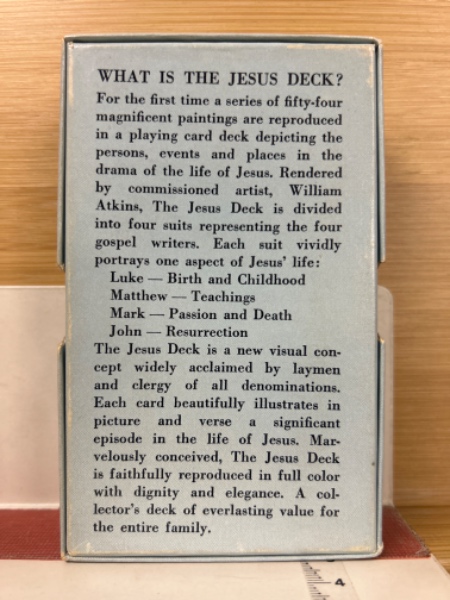 WHAT IS THE JESUS DECK?
For the first time a series of fifty-four
magnificent paintings are reproduced
in a playing card deck depicting the
persons, events and places in the
drama of the life of Jesus. Rendered
by commissioned artist, William
Atkins, The Jesus Deck is divided
into four suits representing the four
gospel writers. Each suit vividly
portrays one aspect of Jesus' life:
Luke — Birth and Childhood
Matthew — Teachings
Mark — Passion and Death
John — Resurrection
The Jesus Deck is a new visual con-
cept widely acclaimed by laymen
and clergy of all denominations.
Each card beautifully illustrates in
picture and verse a significant
episode in the life of Jesus. Mar-
velously conceived, The Jesus Deck
is faithfully reproduced in full color
with dignity and elegance. A col-
lector's deck of everlasting value for
the entire family.
4